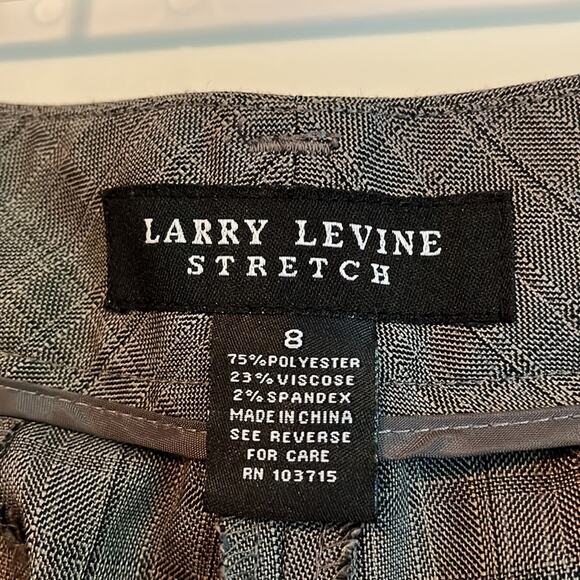 LARRY LEVINE
STRETCH
8
75%POLYESTER
23%VISCOSE
2%SPANDEX
MADE IN CHINA
SEE REVERSE
FOR CARE
RN 103715